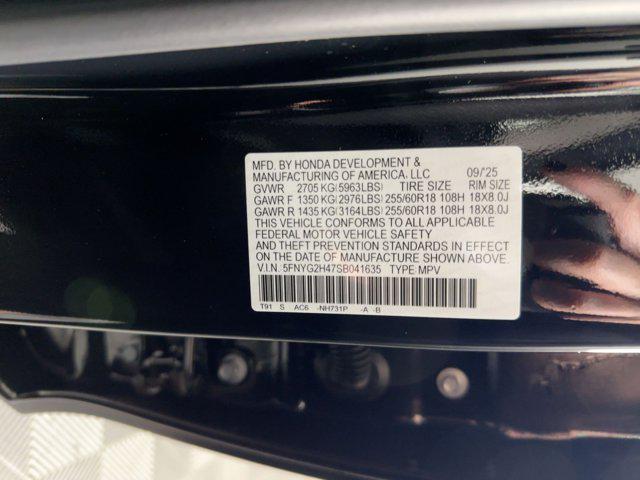 MFD. BY HONDA DEVELOPMENT &
MANUFACTURING OF AMERICA, LLC 09/'25
GVWR 2705 KG(5963LBS) TIRE SIZE RIM SIZE
GAWR F 1350 KG(2976LBS) 255/60R18 108H 18X8.0J
GAWR R 1435 KG(3164LBS) 255/60R18 108H 18X8.0J
THIS VEHICLE CONFORMS TO ALL APPLICABLE
FEDERAL MOTOR VEHICLE SAFETY
AND THEFT PREVENTION STANDARDS IN EFFECT
ON THE DATE OF MANUFACTURE SHOWN ABOVE.
V.I.N. 5FNYG2H47SB041635 TYPE:MPV
T91 S AC6 -NH731P -A -B